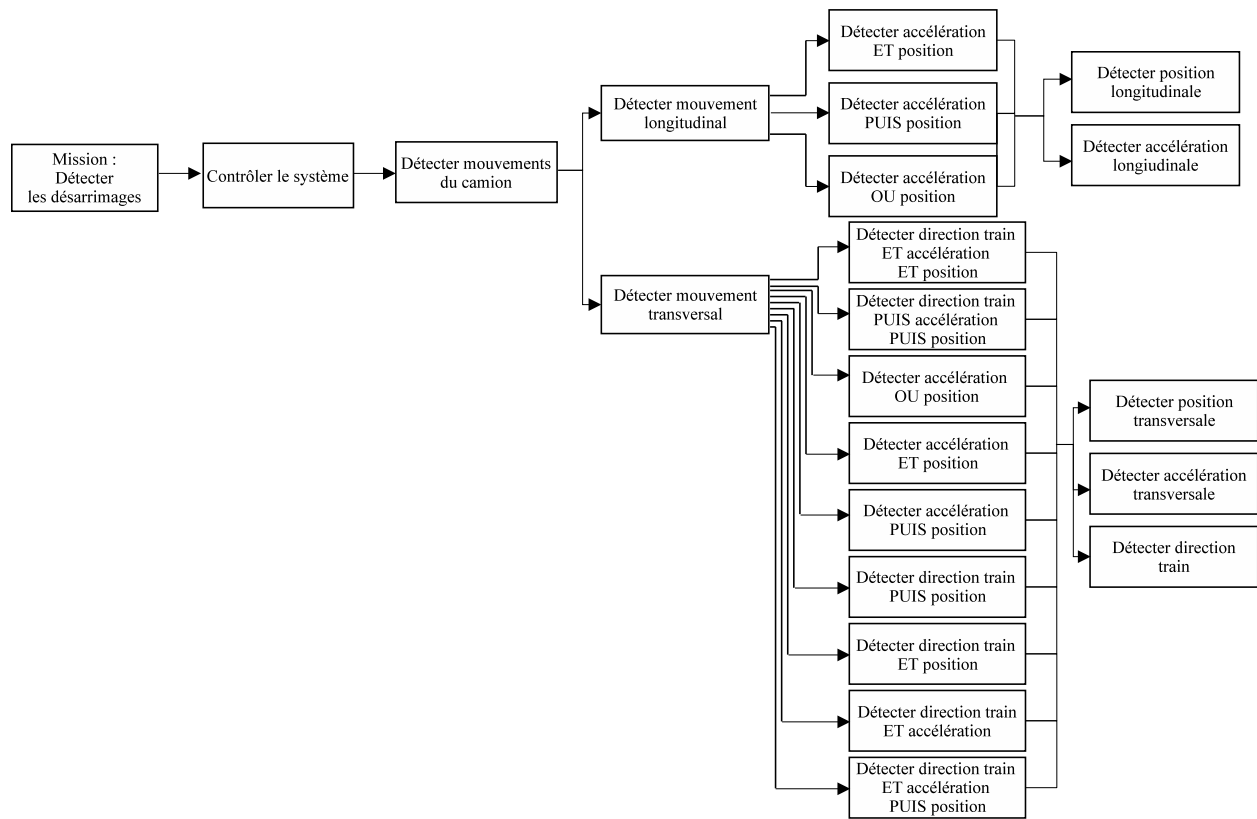 Mission :
Détecter
les désarrimages
Contrôler le système
Détecter mouvements
du camion
Détecter mouvement
longitudinal
Détecter mouvement
transversal
Détecter accélération
ET position
Détecter accélération
PUIS position
Détecter accélération
OU position
Détecter position
longitudinale
Détecter accélération
longiudinale
Détecter direction train
ET accélération
ET position
Détecter direction train
PUIS accélération
PUIS position
Détecter accélération
OU position
Détecter accélération
ET position
Détecter accélération
PUIS position
Détecter direction train
PUIS position
Détecter direction train
ET position
Détecter direction train
ET accélération
Détecter direction train
ET accélération
PUIS position
Détecter position
transversale
Détecter accélération
transversale
Détecter direction
train